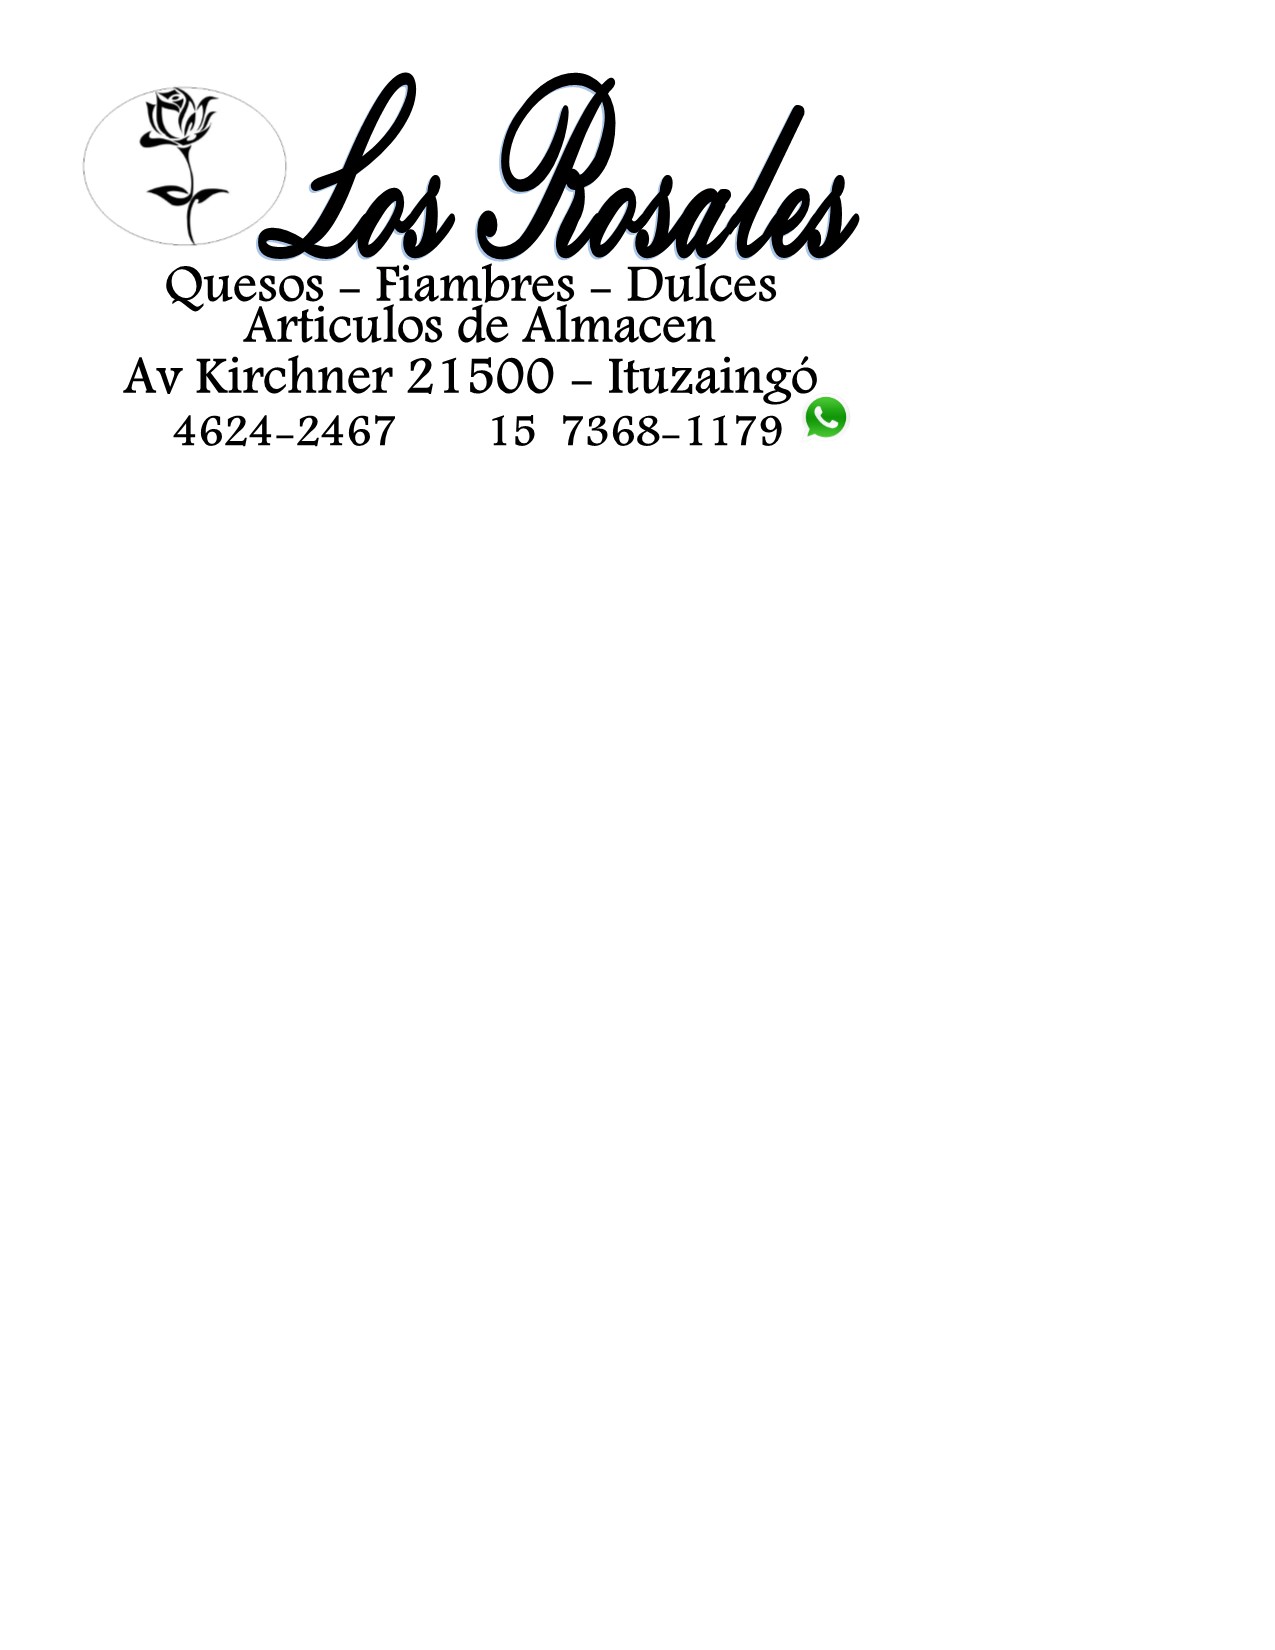 Los Rosales
Quesos – Fiambres – Dulces
Articulos de Almacen
Av Kirchner 21500 – Ituzaingó
4624-2467 15 7368-1179